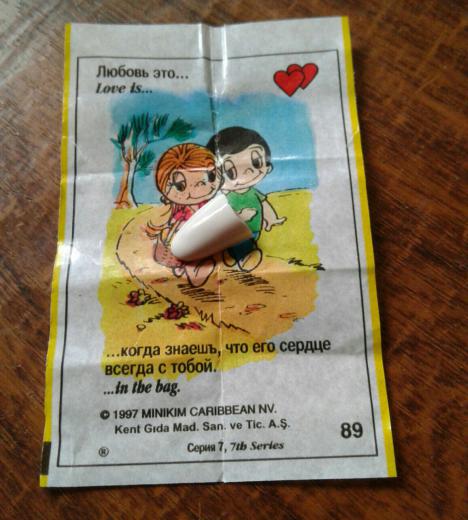 Любовь это...
Love is...
...когда знаешь, что его сердце
всегда с тобой.
...in the bag.
© 1997 MINIKIM CARIBBEAN NV.
Kent Gıda Mad. San. ve Tic. A.Ş.
89
® Серия 7, 7th Series